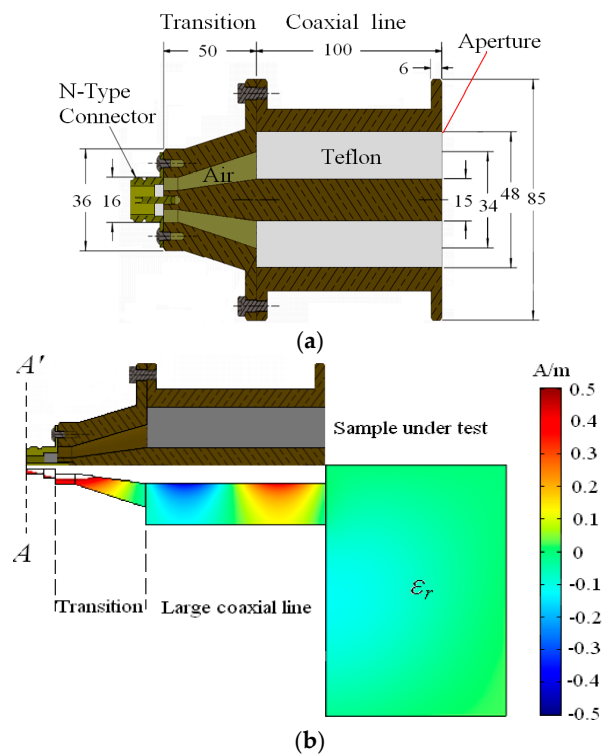 Transition Coaxial line
50 100
Aperture
6
N-Type
Connector
Teflon
Air
36 16
15 34 48 85
(a)
A'
A/m
0.5
0.4
0.3
0.2
0.1
0
-0.1
-0.2
-0.3
-0.4
-0.5
Sample under test
A
εr
Transition Large coaxial line
(b)